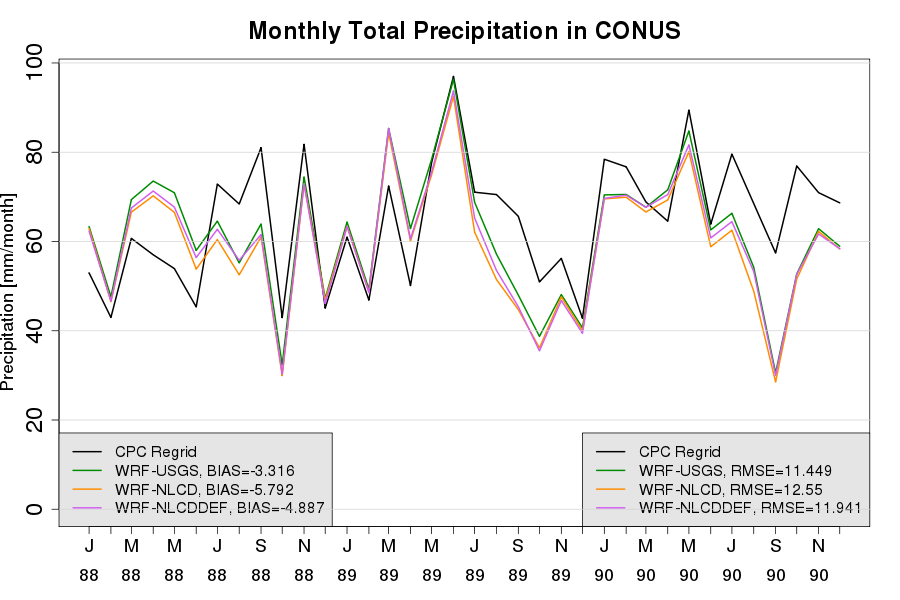 Monthly Total Precipitation in CONUS
Precipitation [mm/month]
100
80
60
40
20
0
CPC Regrid
WRF-USGS, BIAS=-3.316
WRF-NLCD, BIAS=-5.792
WRF-NLCDDEF, BIAS=-4.887
CPC Regrid
WRF-USGS, RMSE=11.449
WRF-NLCD, RMSE=12.55
WRF-NLCDDEF, RMSE=11.941
J M M J S N J M M J S N J M M J S N
88 88 88 88 88 88 89 89 89 89 89 89 90 90 90 90 90 90